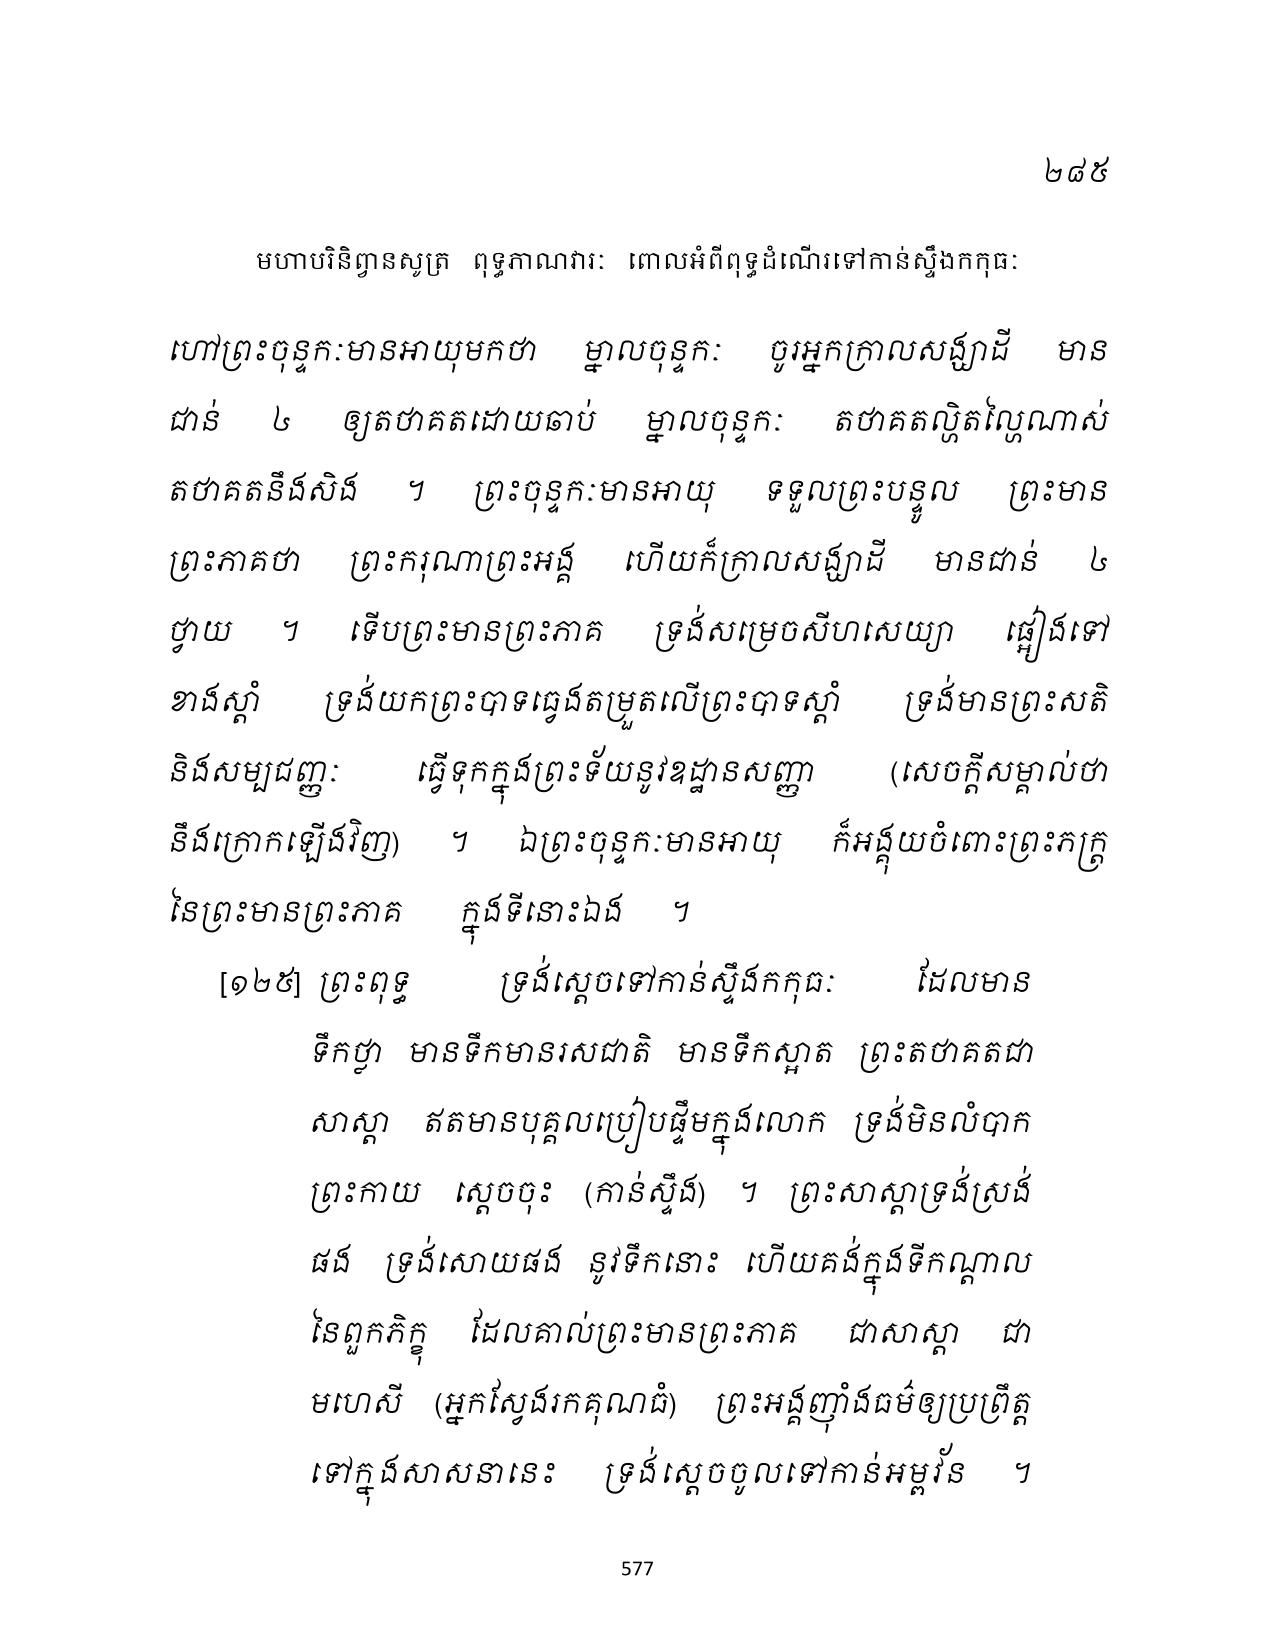 ២៨៥
មហាបរិនិព្វានសូត្រ ពុទ្ធភាណវារៈ ពោលអំពីពុទ្ធដំណើរទៅកាន់ស្ទឹងកកុធៈ
ហៅព្រះចុន្ទកៈមានអាយុមកថា ម្នាលចុន្ទកៈ ចូរអ្នកក្រាលសង្ឃាដី មាន
ជាន់ ៤ ឲ្យតថាគតដោយឆាប់ ម្នាលចុន្ទកៈ តថាគតល្ហិតល្ហៃណាស់
តថាគតនឹងសិង ។ ព្រះចុន្ទកៈមានអាយុ ទទួលព្រះបន្ទូល ព្រះមាន
ព្រះភាគថា ព្រះករុណាព្រះអង្គ ហើយក៏ក្រាលសង្ឃាដី មានជាន់ ៤
ថ្វាយ ។ ទើបព្រះមានព្រះភាគ ទ្រង់សម្រេចសីហសេយ្យា ផ្អៀងទៅ
ខាងស្តាំ ទ្រង់យកព្រះបាទធ្វេងតម្រួតលើព្រះបាទស្តាំ ទ្រង់មានព្រះសតិ
និងសម្បជញ្ញៈ ធ្វើទុកក្នុងព្រះទ័យនូវឧដ្ឋានសញ្ញា (សេចក្តីសម្គាល់ថា
នឹងក្រោកឡើងវិញ) ។ ឯព្រះចុន្ទកៈមានអាយុ ក៏អង្គុយចំពោះព្រះភក្ត្រ
នៃព្រះមានព្រះភាគ ក្នុងទីនោះឯង ។
[១២៥] ព្រះពុទ្ធ ទ្រង់ស្តេចទៅកាន់ស្ទឹងកកុធៈ ដែលមាន
ទឹកថ្លា មានទឹកមានរសជាតិ មានទឹកស្អាត ព្រះតថាគតជា
សាស្តា ឥតមានបុគ្គលប្រៀបផ្ទឹមក្នុងលោក ទ្រង់មិនលំបាក
ព្រះកាយ ស្តេចចុះ (កាន់ស្ទឹង) ។ ព្រះសាស្តាទ្រង់ស្រង់
ផង ទ្រង់សោយផង នូវទឹកនោះ ហើយគង់ក្នុងទីកណ្តាល
នៃពួកភិក្ខុ ដែលគាល់ព្រះមានព្រះភាគ ជាសាស្តា ជា
មហេសី (អ្នកស្វែងរកគុណធំ) ព្រះអង្គញ៉ាំងធម៌ឲ្យប្រព្រឹត្ត
ទៅក្នុងសាសនានេះ ទ្រង់ស្តេចចូលទៅកាន់អម្ពវ័ន ។
577